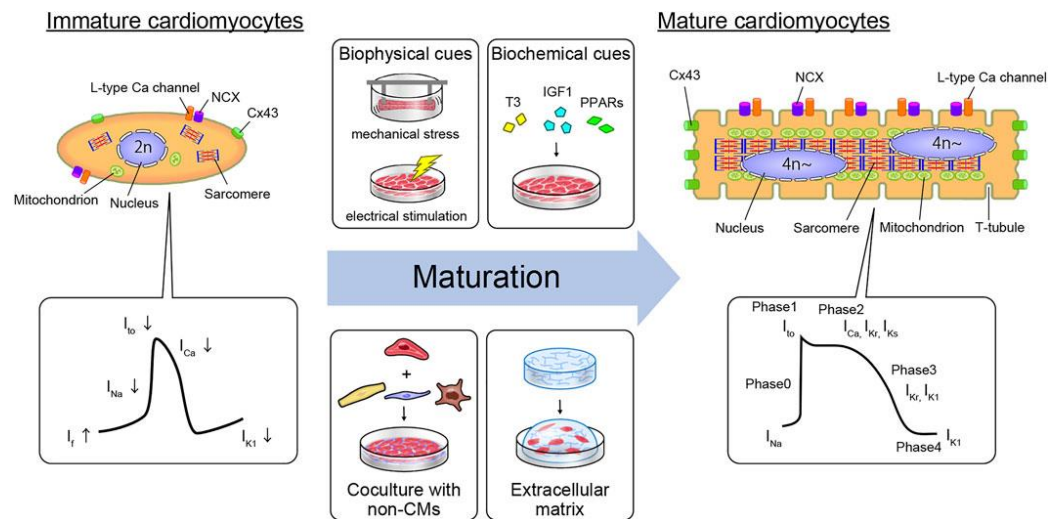 Immature cardiomyocytes
L-type Ca channel
NCX
Cx43
2n
Mitochondrion
Nucleus
Sarcomere
Ito ↓
ICa ↓
INa ↓
If ↑
IK1 ↓
Biophysical cues
mechanical stress
electrical stimulation
Biochemical cues
T3
IGF1
PPARs
Maturation
+
Coculture with
non-CMs
Extracellular
matrix
Mature cardiomyocytes
Cx43
NCX
L-type Ca channel
4n~
4n~
Nucleus
Sarcomere
Mitochondrion
T-tubule
Phase1
Ito
Phase2
ICa, IKr, IKs
Phase0
Phase3
IKr, IK1
INa
Phase4
IK1